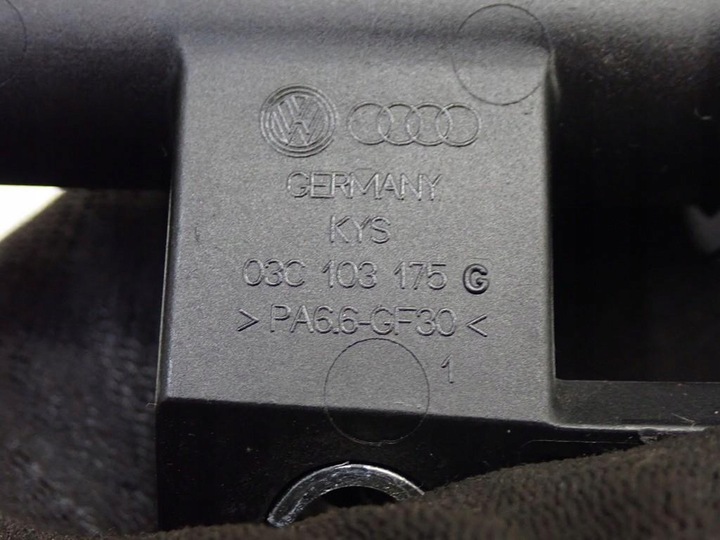 GERMANY
KYS
03C 103 175 G
> PA6.6-GF30 <
1